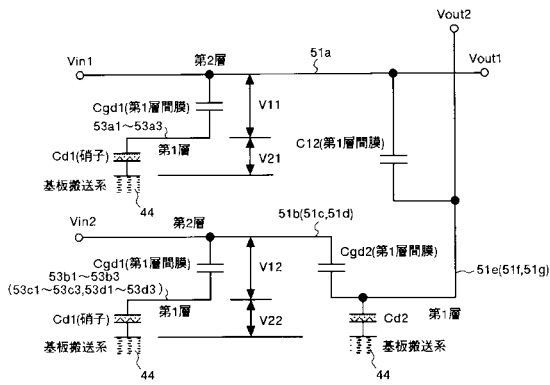 Vout2
Vin1
第2層
51a
Vout1
Cgd1(第1層間膜)
V11
53a1～53a3
第1層
C12(第1層間膜)
Cd1(硝子)
V21
基板搬送系
44
Vin2
第2層
51b(51c,51d)
Cgd2(第1層間膜)
Cgd1(第1層間膜)
V12
51e(51f,51g)
53b1～53b3
(53c1～53c3,53d1～53d3)
第1層
第1層
Cd1(硝子)
V22
Cd2
基板搬送系
基板搬送系
44
44